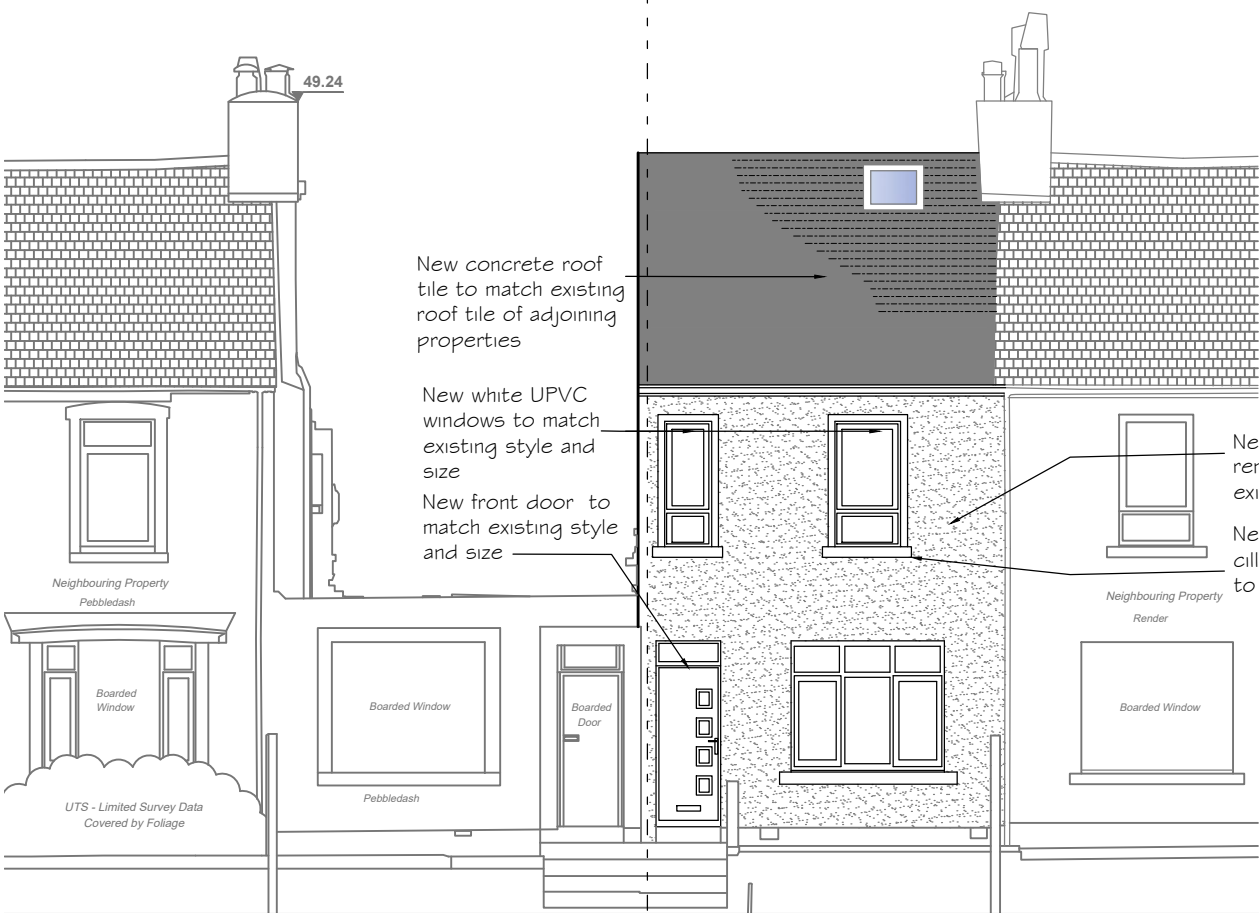 49.24
New concrete roof
tile to match existing
roof tile of adjoining
properties
New white UPVC
windows to match
existing style and
size
New front door to
match existing style
and size
Neighbouring Property
Pebbledash
Boarded
Window
Boarded Window
Boarded
Door
Pebbledash
UTS - Limited Survey Data
Covered by Foliage
Ne
rer
exi
Ne
cill
to
Neighbouring Property
Render
Boarded Window